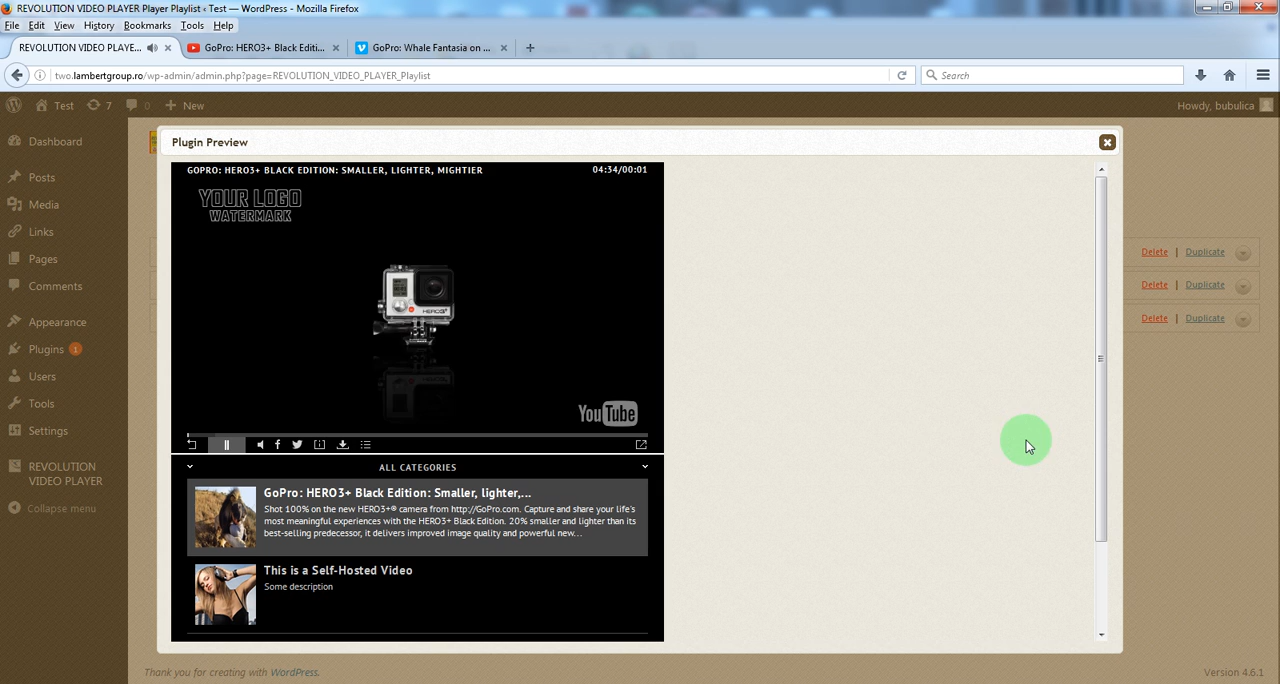 REVOLUTION VIDEO PLAYER Player Playlist ‹ Test — WordPress - Mozilla Firefox
File Edit View History Bookmarks Tools Help
REVOLUTION VIDEO PLAYE... GoPro: HERO3+ Black Editi... GoPro: Whale Fantasia on ...
two.lambertgroup.ro/wp-admin/admin.php?page=REVOLUTION_VIDEO_PLAYER_Playlist Search
Test 7 0 New Howdy, bubulica
Dashboard
Posts
Media
Links
Pages
Comments
Appearance
Plugins 1
Users
Tools
Settings
REVOLUTION
VIDEO PLAYER
Collapse menu
Plugin Preview
GOPRO: HERO3+ BLACK EDITION: SMALLER, LIGHTER, MIGHTIER 04:34/00:01
YOUR LOGO
WATERMARK
HERO3+
YouTube
ALL CATEGORIES
GoPro: HERO3+ Black Edition: Smaller, lighter,...
Shot 100% on the new HERO3+® camera from http://GoPro.com. Capture and share your life's
most meaningful experiences with the HERO3+ Black Edition. 20% smaller and lighter than its
best-selling predecessor, it delivers improved image quality and powerful new...
This is a Self-Hosted Video
Some description
Delete | Duplicate
Delete | Duplicate
Delete | Duplicate
Thank you for creating with WordPress.
Version 4.6.1